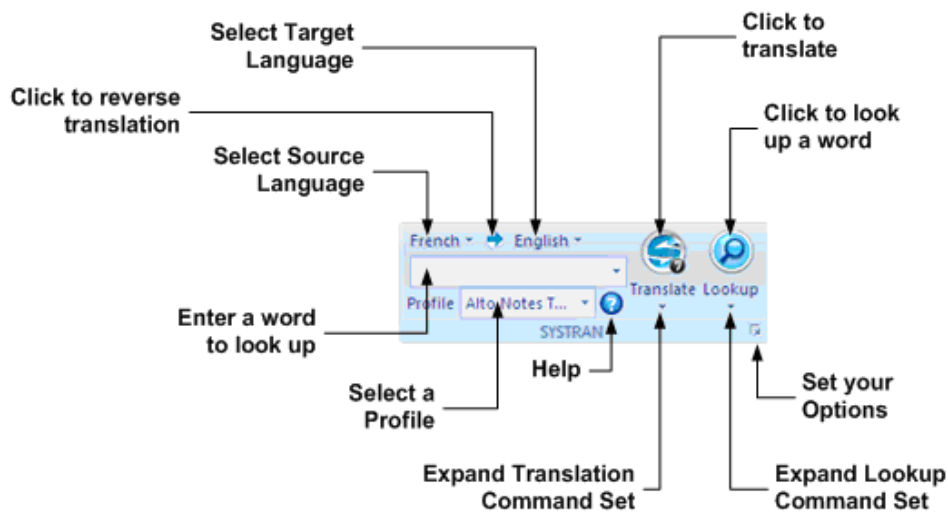 Select Target
Language
Click to
translate
Click to reverse
translation
Click to look
up a word
Select Source
Language
French
English
Translate
Lookup
Profile
Alto Notes T...
?
SYSTRAN
Enter a word
to look up
Help
Select a
Profile
Set your
Options
Expand Translation
Command Set
Expand Lookup
Command Set